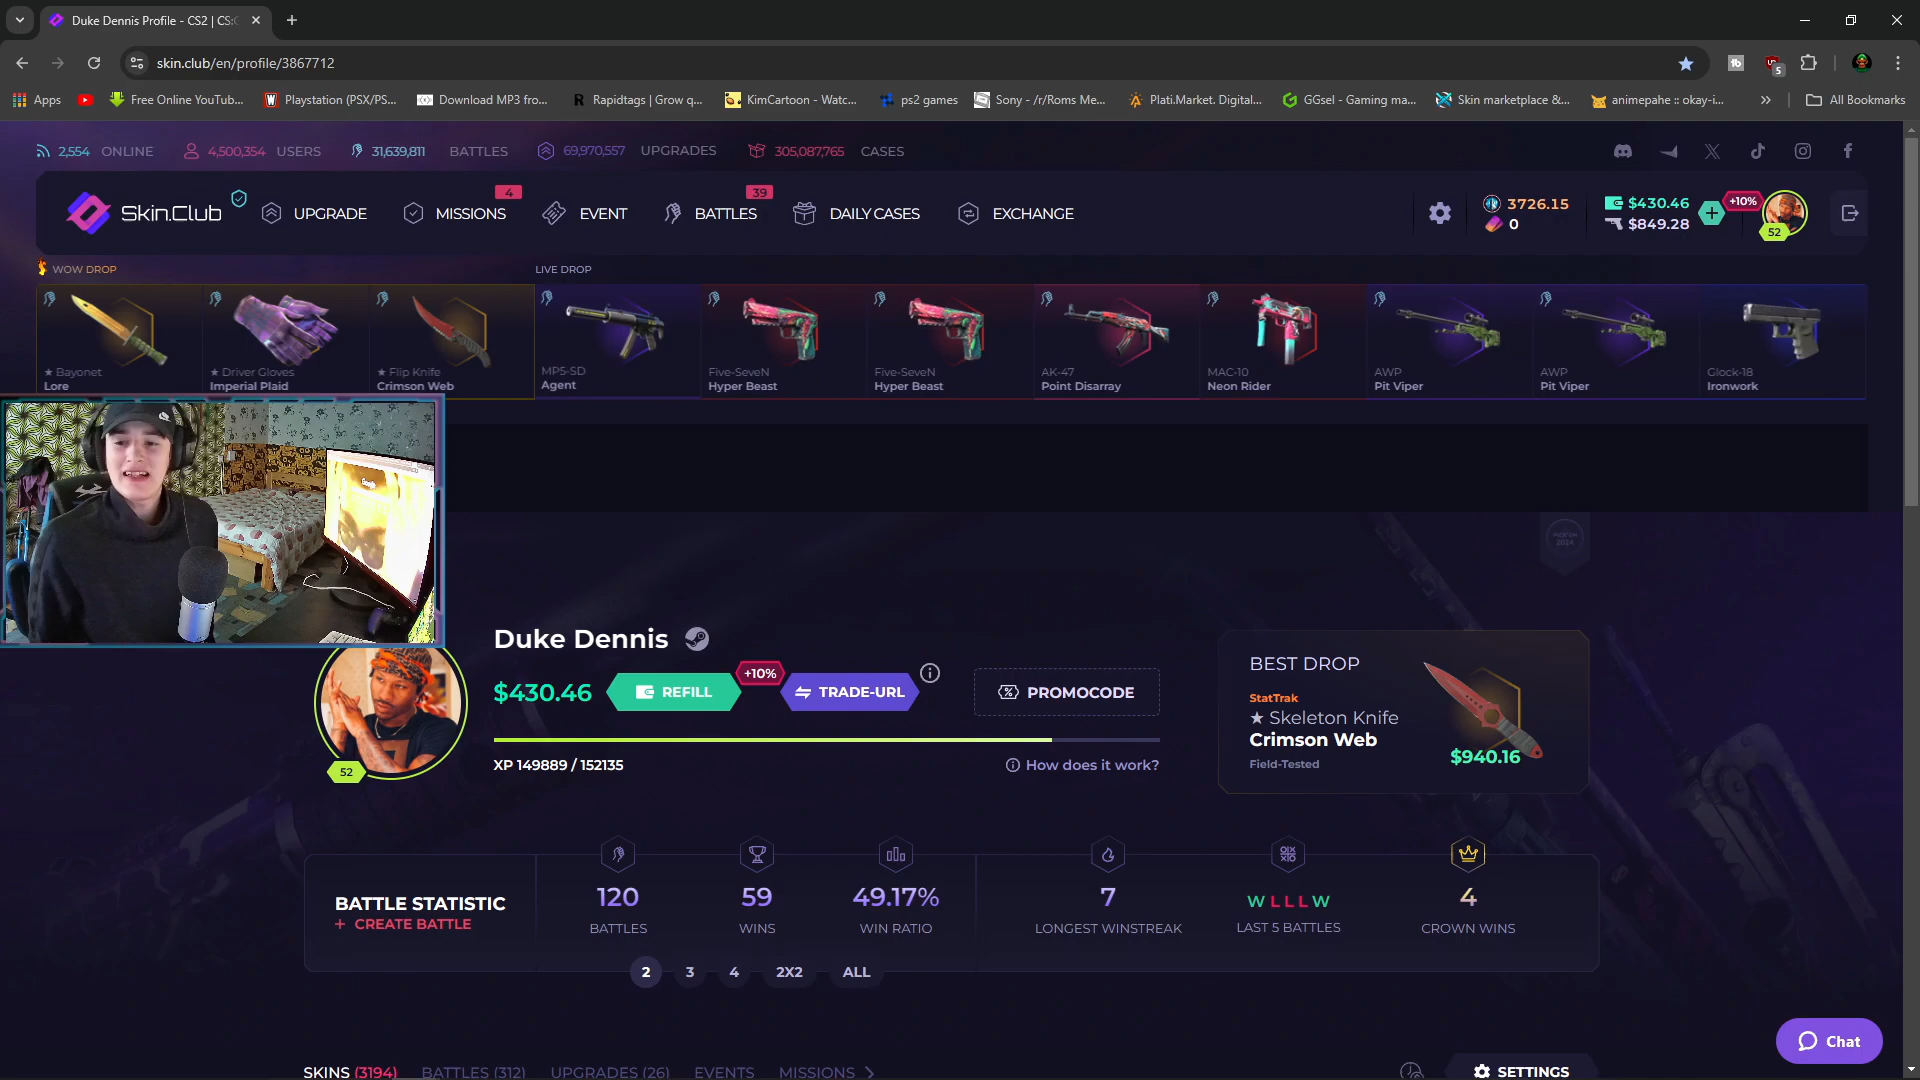 Duke Dennis Profile - CS2 | CS:
skin.club/en/profile/3867712
5
Apps
Free Online YouTub...
Playstation (PSX/PS...
Download MP3 fro...
Rapidtags | Grow q...
KimCartoon - Watc...
ps2 games
Sony - /r/Roms Me...
Plati.Market. Digital...
GGsel - Gaming ma...
Skin marketplace &...
animepahe :: okay-i...
All Bookmarks
2,554 ONLINE 4,500,354 USERS 31,639,811 BATTLES 69,970,557 UPGRADES 305,087,765 CASES
Skin.Club
UPGRADE
4
MISSIONS
EVENT
39
BATTLES
DAILY CASES
EXCHANGE
3726.15
0
$430.46
$849.28
+10%
52
WOW DROP
LIVE DROP
★ Bayonet
Lore
★ Driver Gloves
Imperial Plaid
★ Flip Knife
Crimson Web
MP5-SD
Agent
Five-SeveN
Hyper Beast
Five-SeveN
Hyper Beast
AK-47
Point Disarray
MAC-10
Neon Rider
AWP
Pit Viper
AWP
Pit Viper
Glock-18
Ironwork
Google
Duke Dennis
$430.46
REFILL
+10%
TRADE-URL
PROMOCODE
52
XP 149889 / 152135
How does it work?
BEST DROP
StatTrak
★ Skeleton Knife
Crimson Web
Field-Tested
$940.16
BATTLE STATISTIC
+ CREATE BATTLE
120
BATTLES
59
WINS
49.17%
WIN RATIO
7
LONGEST WINSTREAK
W L L L W
LAST 5 BATTLES
4
CROWN WINS
2 3 4 2X2 ALL
SKINS (3194) BATTLES (312) UPGRADES (26) EVENTS MISSIONS
SETTINGS
Chat